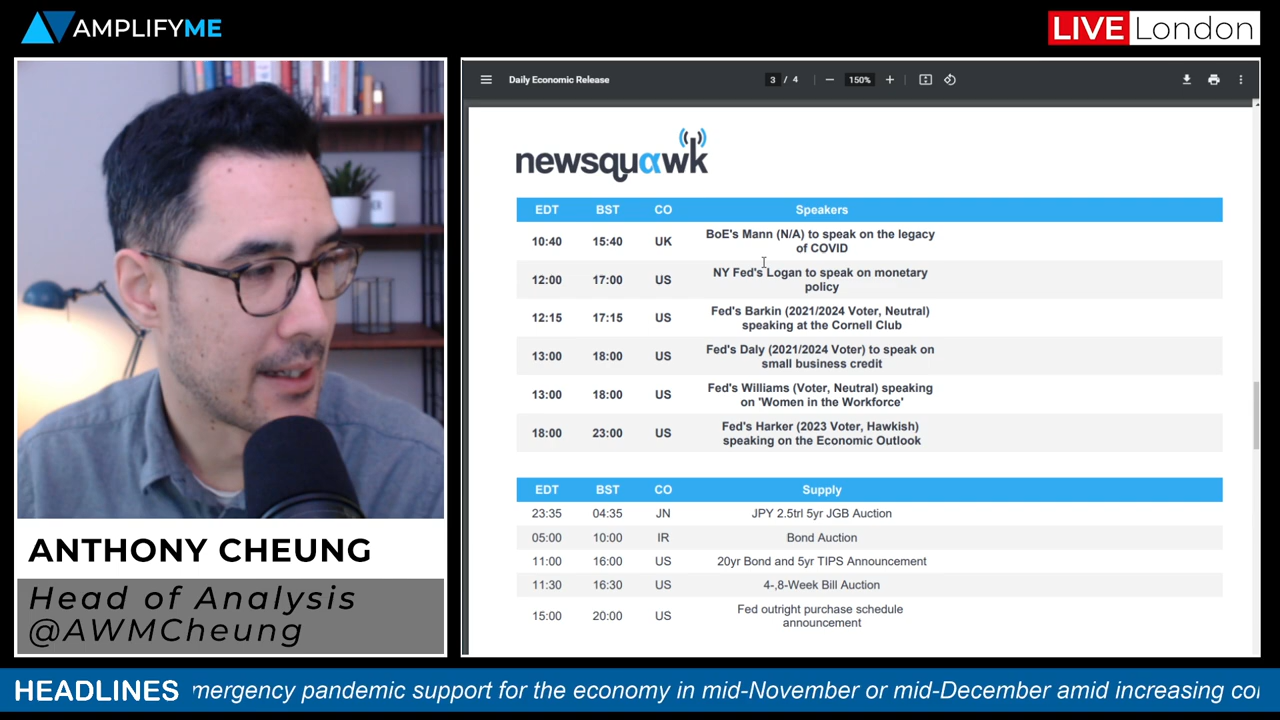 AMPLIFYME
LIVE London
Daily Economic Release
3 / 4
150%
newsquawk
EDT BST CO Speakers
10:40 15:40 UK BoE's Mann (N/A) to speak on the legacy
of COVID
12:00 17:00 US NY Fed's Logan to speak on monetary
policy
12:15 17:15 US Fed's Barkin (2021/2024 Voter, Neutral)
speaking at the Cornell Club
13:00 18:00 US Fed's Daly (2021/2024 Voter) to speak on
small business credit
13:00 18:00 US Fed's Williams (Voter, Neutral) speaking
on 'Women in the Workforce'
18:00 23:00 US Fed's Harker (2023 Voter, Hawkish)
speaking on the Economic Outlook
EDT BST CO Supply
23:35 04:35 JN JPY 2.5trl 5yr JGB Auction
05:00 10:00 IR Bond Auction
11:00 16:00 US 20yr Bond and 5yr TIPS Announcement
11:30 16:30 US 4-,8-Week Bill Auction
15:00 20:00 US Fed outright purchase schedule
announcement
ANTHONY CHEUNG
Head of Analysis
@AWMCheung
HEADLINES mergency pandemic support for the economy in mid-November or mid-December amid increasing